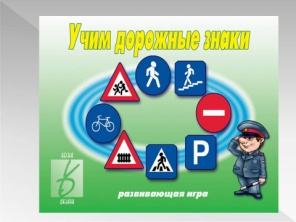 Учим дорожные знаки
P
развивающая игра